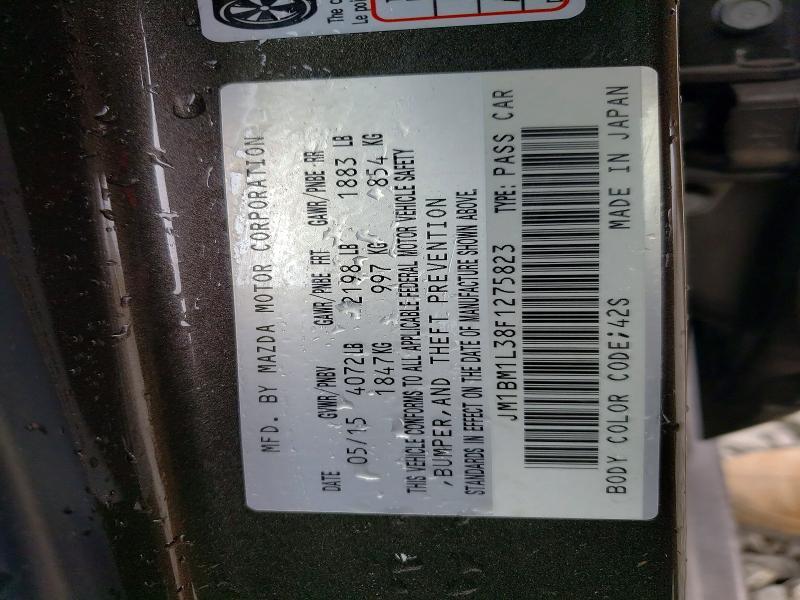 The c
Le po
MFD. BY MAZDA MOTOR CORPORATION
DATE GVWR/PNBV GAWR/PNBE FRT GAWR/PNBE RR
05/15 4072LB 2198 LB 1883 LB
1847KG 997 KG 854 KG
THIS VEHICLE CONFORMS TO ALL APPLICABLE FEDERAL MOTOR VEHICLE SAFETY
,BUMPER,AND THEFT PREVENTION
STANDARDS IN EFFECT ON THE DATE OF MANUFACTURE SHOWN ABOVE.
JM1BM1L38F1275823 TYPE: PASS CAR
BODY COLOR CODE;42S MADE IN JAPAN